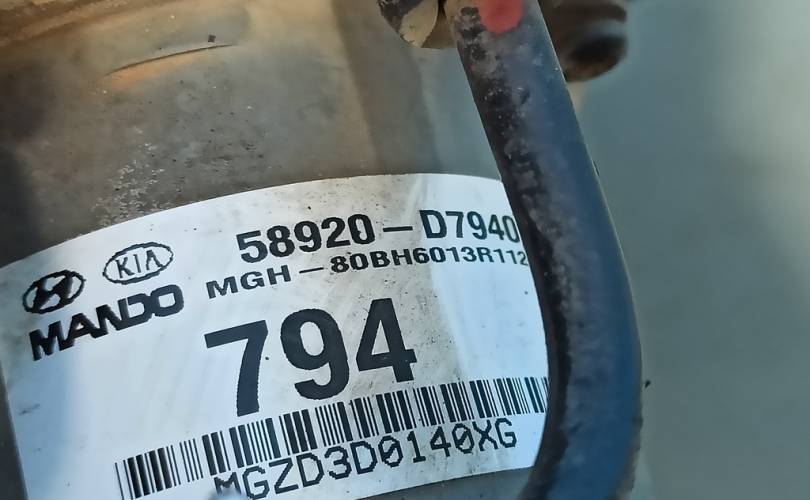 58920-D7940
KIA
MGH-80BH6013R112
MANDO
794
MGZD3D0140XG